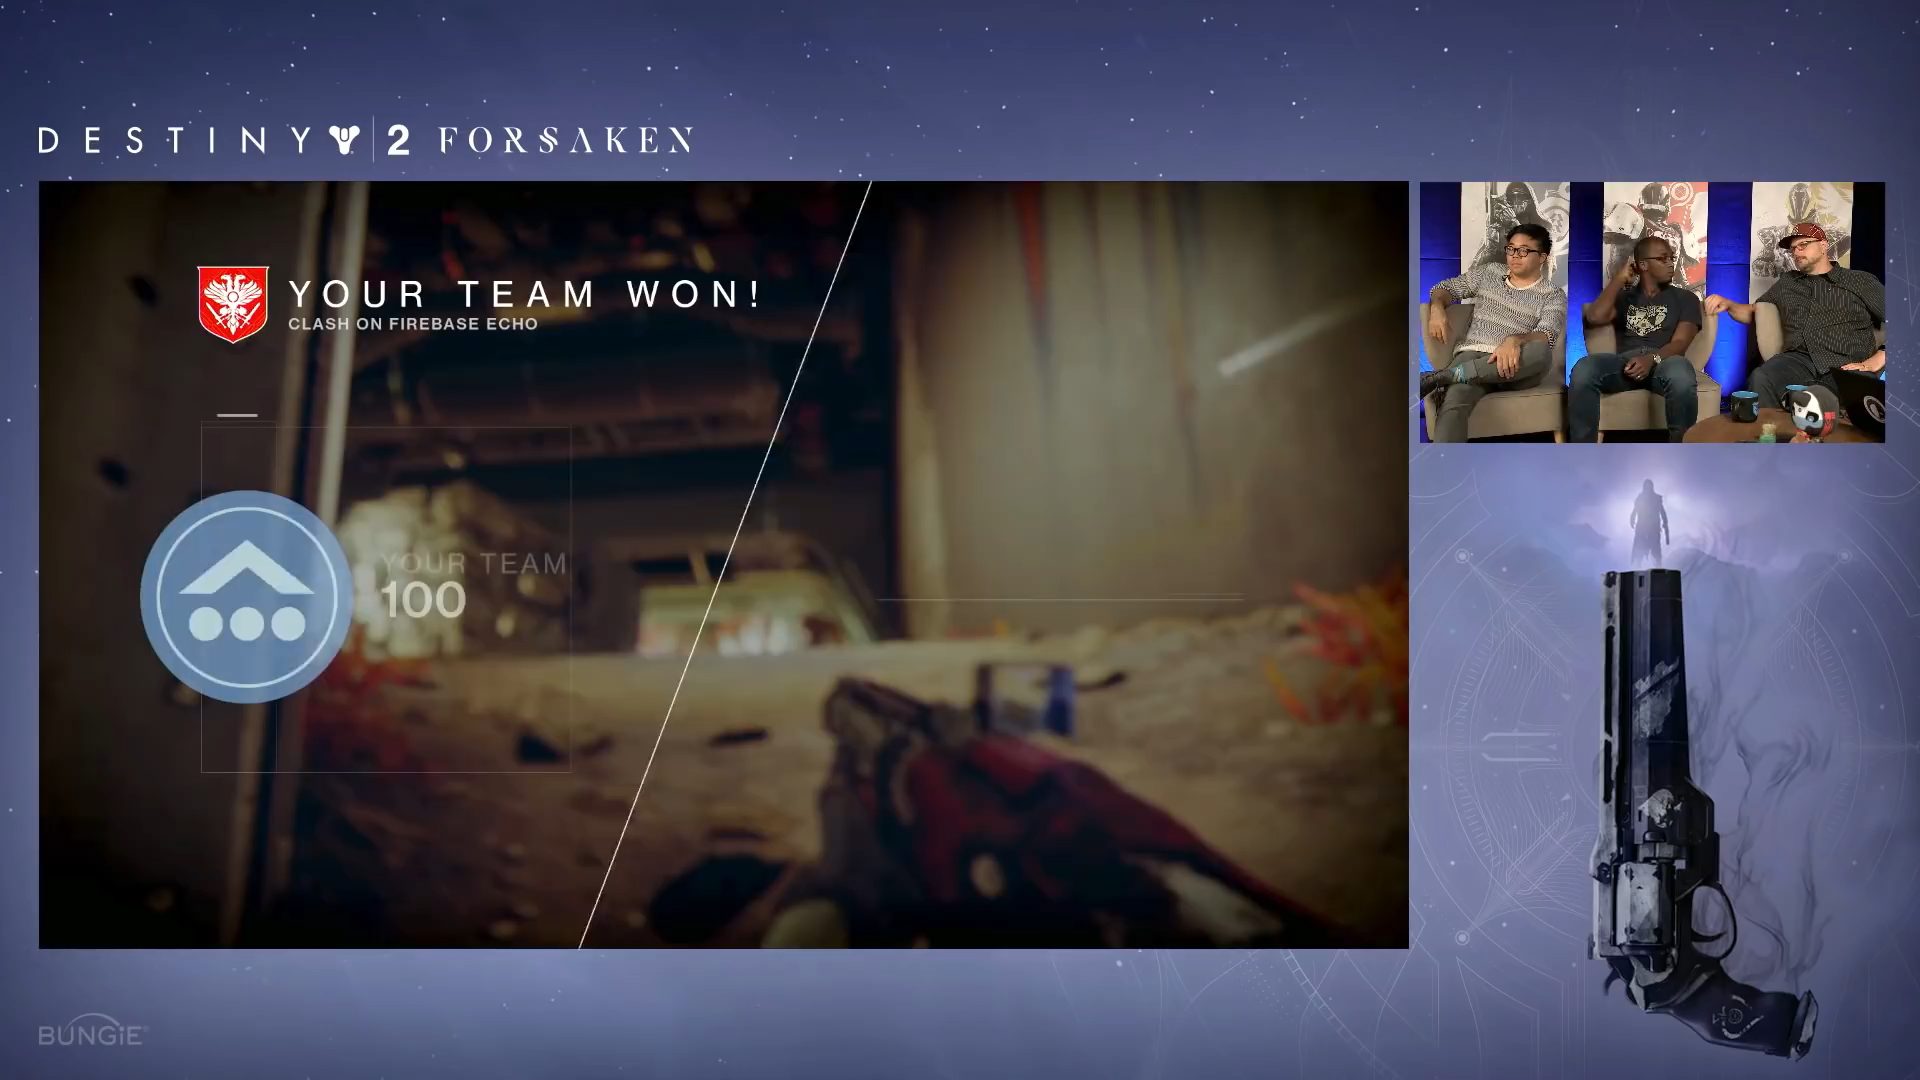 DESTINY 2 FORSAKEN
YOUR TEAM WON!
CLASH ON FIREBASE ECHO
YOUR TEAM
100
BUNGiE®